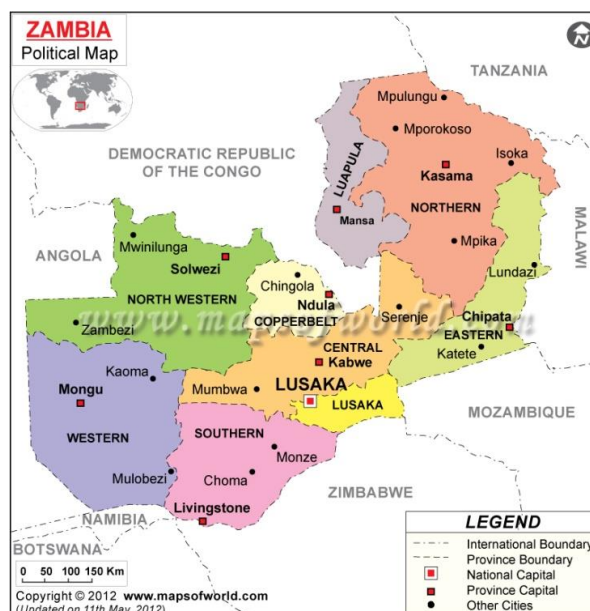 ZAMBIA
Political Map
N
TANZANIA
Mpulungu
Mporokoso
Isoka
DEMOCRATIC REPUBLIC
OF THE CONGO
LUAPULA
Kasama
Mansa
NORTHERN
MALAWI
ANGOLA
Mwinilunga
Solwezi
Mpika
Lundazi
Chingola
NORTH WESTERN
Ndula
COPPERBELT
Serenje
Chipata
EASTERN
Zambezi
www.mapsofworld.com
CENTRAL
Kabwe
Katete
Kaoma
Mongu
Mumbwa
LUSAKA
LUSAKA
MOZAMBIQUE
WESTERN
SOUTHERN
Monze
Mulobezi
Choma
ZIMBABWE
Livingstone
NAMIBIA
BOTSWANA
LEGEND
International Boundary
Province Boundary
National Capital
Province Capital
Other Cities
0 50 100 150 Km
Copyright © 2012 www.mapsofworld.com
(Updated on 11th May, 2012)